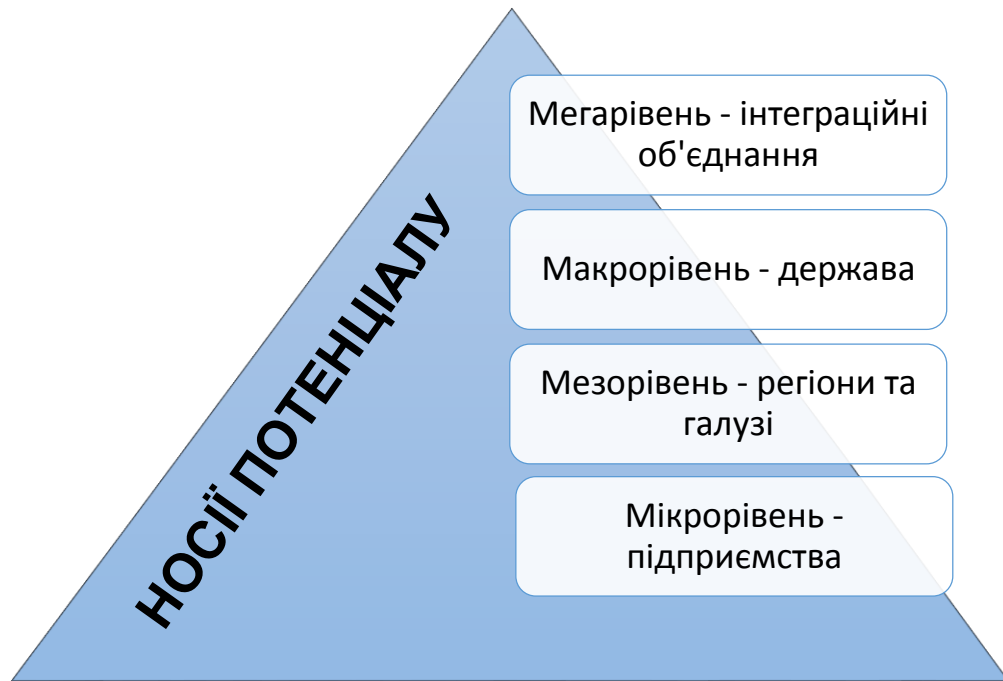 НОСІЇ ПОТЕНЦІАЛУ
Мегарівень - інтеграційні
об'єднання
Макрорівень - держава
Мезорівень - регіони та
галузі
Мікрорівень -
підприємства